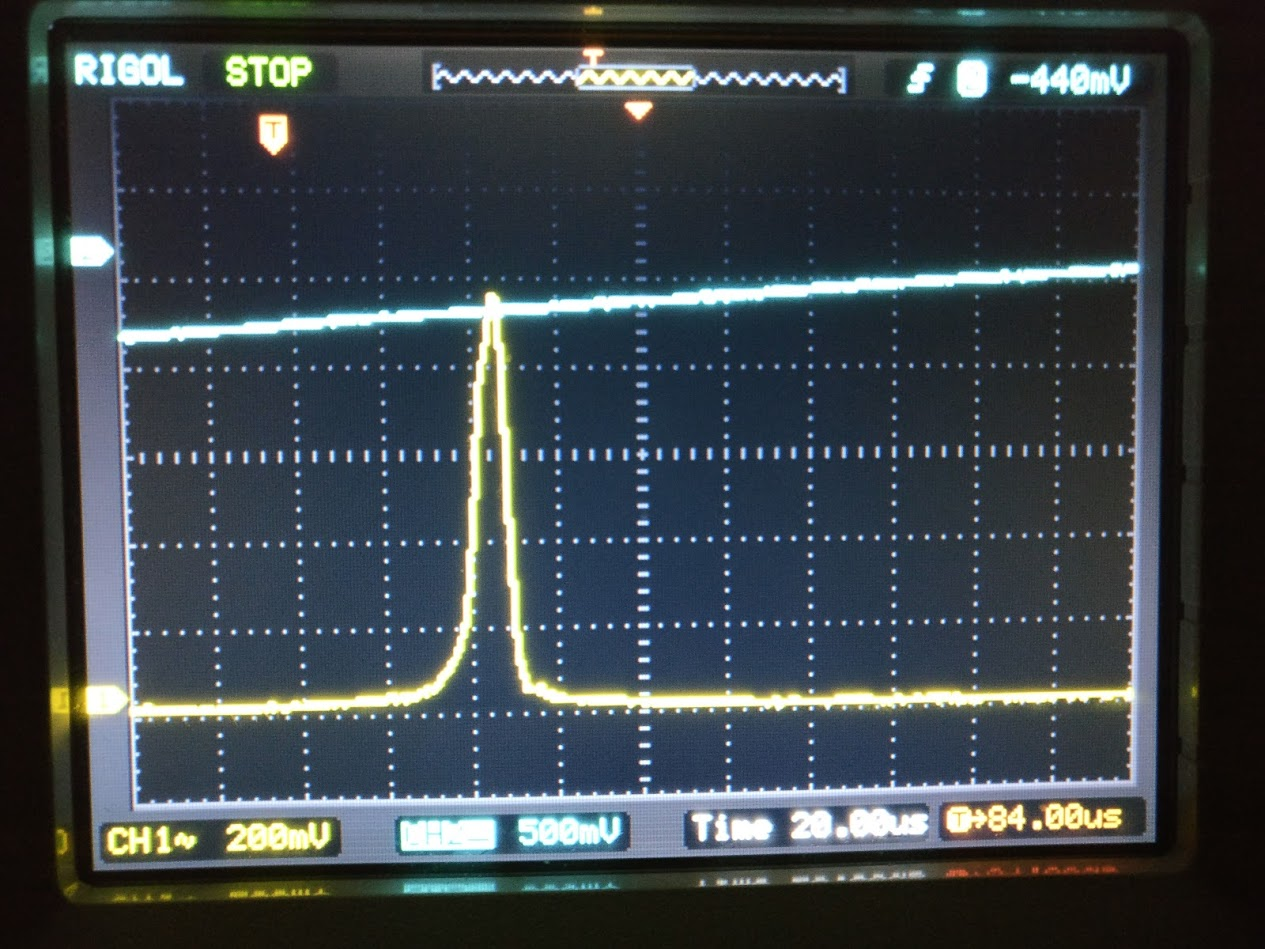 RIGOL STOP T -440mV
T
CH1~ 200mV 500mV Time 20.00us T→84.00us